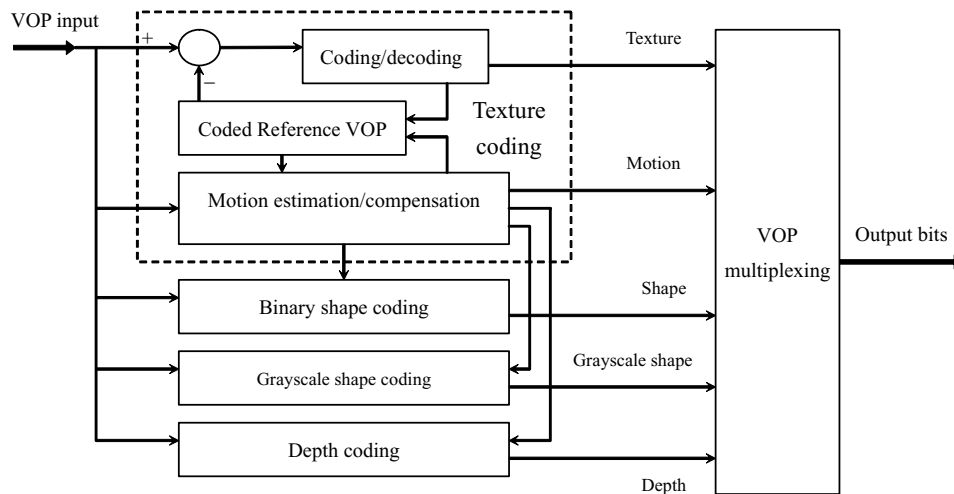 VOP input
+
Coding/decoding
Texture
−
Coded Reference VOP
Texture
coding
Motion
Motion estimation/compensation
VOP
multiplexing
Output bits
Binary shape coding
Shape
Grayscale shape coding
Grayscale shape
Depth coding
Depth